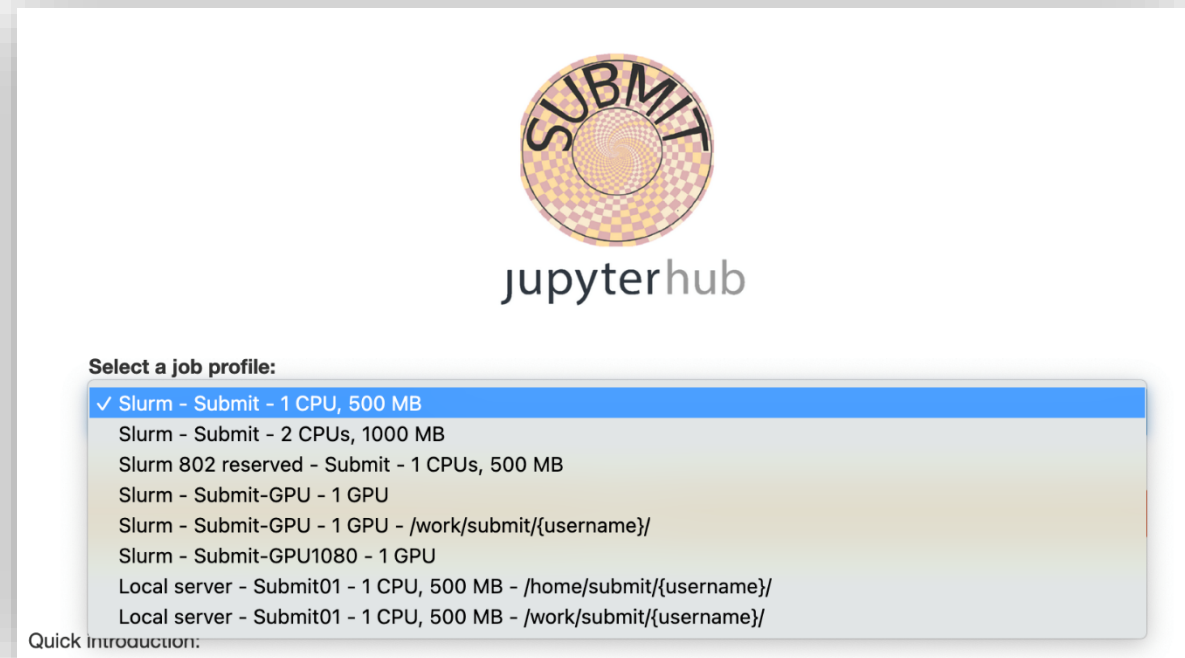 SUBMIT
jupyterhub
Select a job profile:
✓ Slurm - Submit - 1 CPU, 500 MB
Slurm - Submit - 2 CPUs, 1000 MB
Slurm 802 reserved - Submit - 1 CPUs, 500 MB
Slurm - Submit-GPU - 1 GPU
Slurm - Submit-GPU - 1 GPU - /work/submit/{username}/
Slurm - Submit-GPU1080 - 1 GPU
Local server - Submit01 - 1 CPU, 500 MB - /home/submit/{username}/
Local server - Submit01 - 1 CPU, 500 MB - /work/submit/{username}/
Quick introduction: